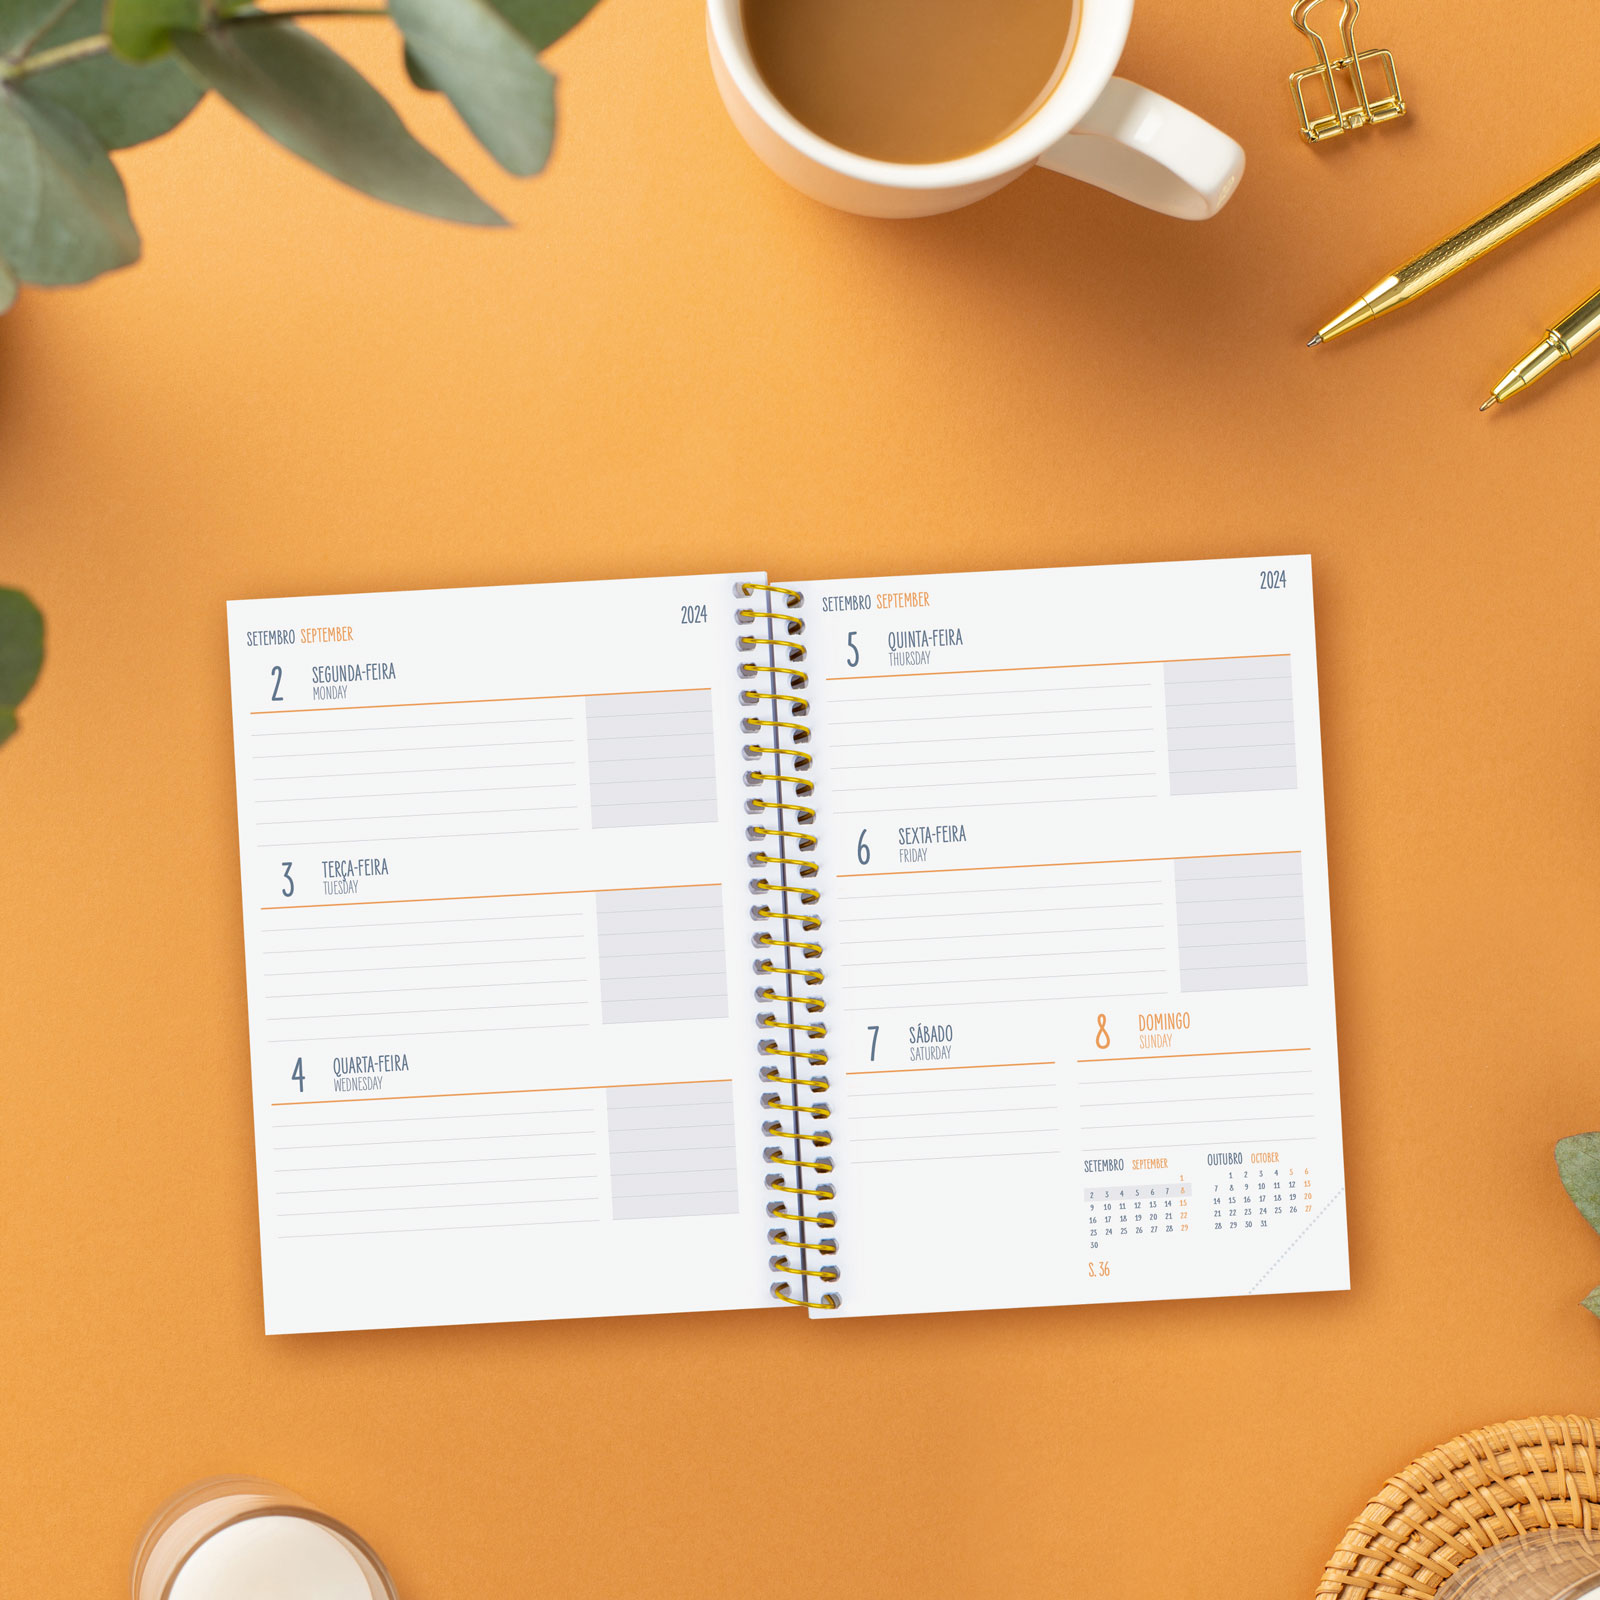 SETEMBRO SEPTEMBER
2024
2 SEGUNDA-FEIRA
MONDAY
3 TERÇA-FEIRA
TUESDAY
4 QUARTA-FEIRA
WEDNESDAY
SETEMBRO SEPTEMBER
2024
5 QUINTA-FEIRA
THURSDAY
6 SEXTA-FEIRA
FRIDAY
7 SÁBADO
SATURDAY
8 DOMINGO
SUNDAY
SETEMBRO SEPTEMBER
1
2 3 4 5 6 7 8
9 10 11 12 13 14 15
16 17 18 19 20 21 22
23 24 25 26 27 28 29
30
S. 36
OUTUBRO OCTOBER
1 2 3 4 5 6
7 8 9 10 11 12 13
14 15 16 17 18 19 20
21 22 23 24 25 26 27
28 29 30 31